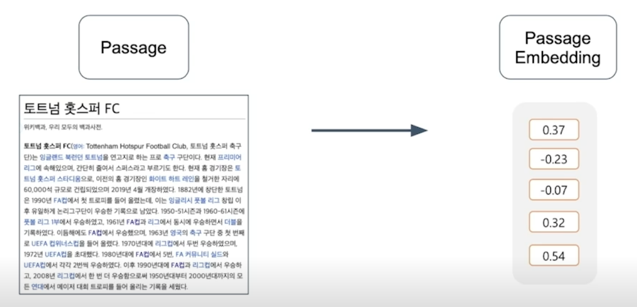 Passage
Passage
Embedding
토트넘 홋스퍼 FC
위키백과, 우리 모두의 백과사전.
토트넘 홋스퍼 FC(영어: Tottenham Hotspur Football Club, 토트넘 홋스퍼 축구
단)는 잉글랜드 북런던 토트넘을 연고지로 하는 프로 축구 구단이다. 현재 프리미어
리그에 속해있으며, 간단히 줄여서 스퍼스라고 부르기도 한다. 현재 홈 경기장은 토
트넘 홋스퍼 스타디움으로, 이전의 홈 경기장인 화이트 하트 레인을 철거한 자리에
60,000석 규모로 건립되었으며 2019년 4월 개장하였다. 1882년에 창단한 토트넘
은 1990년 FA컵에서 첫 트로피를 들어 올렸는데, 이는 잉글리시 풋볼 리그 창립 이
후 유일하게 논리그구단이 우승한 기록으로 남았다. 1950-51시즌과 1960-61시즌에
풋볼 리그 1부에서 우승하였고, 1961년 FA컵과 리그에서 동시에 우승하면서 더블을
기록하였다. 이듬해에도 FA컵에서 우승했으며, 1963년 영국의 축구 구단 중 첫 번째
로 UEFA 컵위너스컵을 들어 올렸다. 1970년대에 리그컵에서 두번 우승하였으며,
1972년 UEFA컵을 초대했다. 1980년대에 FA컵에서 5번, FA 커뮤니티 실드와
UEFA컵에서 각각 2번씩 우승하였다. 이후 1990년대에 FA컵과 리그컵에서 우승하
고, 2008년 리그컵에서 한 번 더 우승함으로써 1950년대부터 2000년대까지의 모
든 연대에서 메이저 대회 트로피를 들어 올리는 기록을 세웠다.
0.37
-0.23
-0.07
0.32
0.54